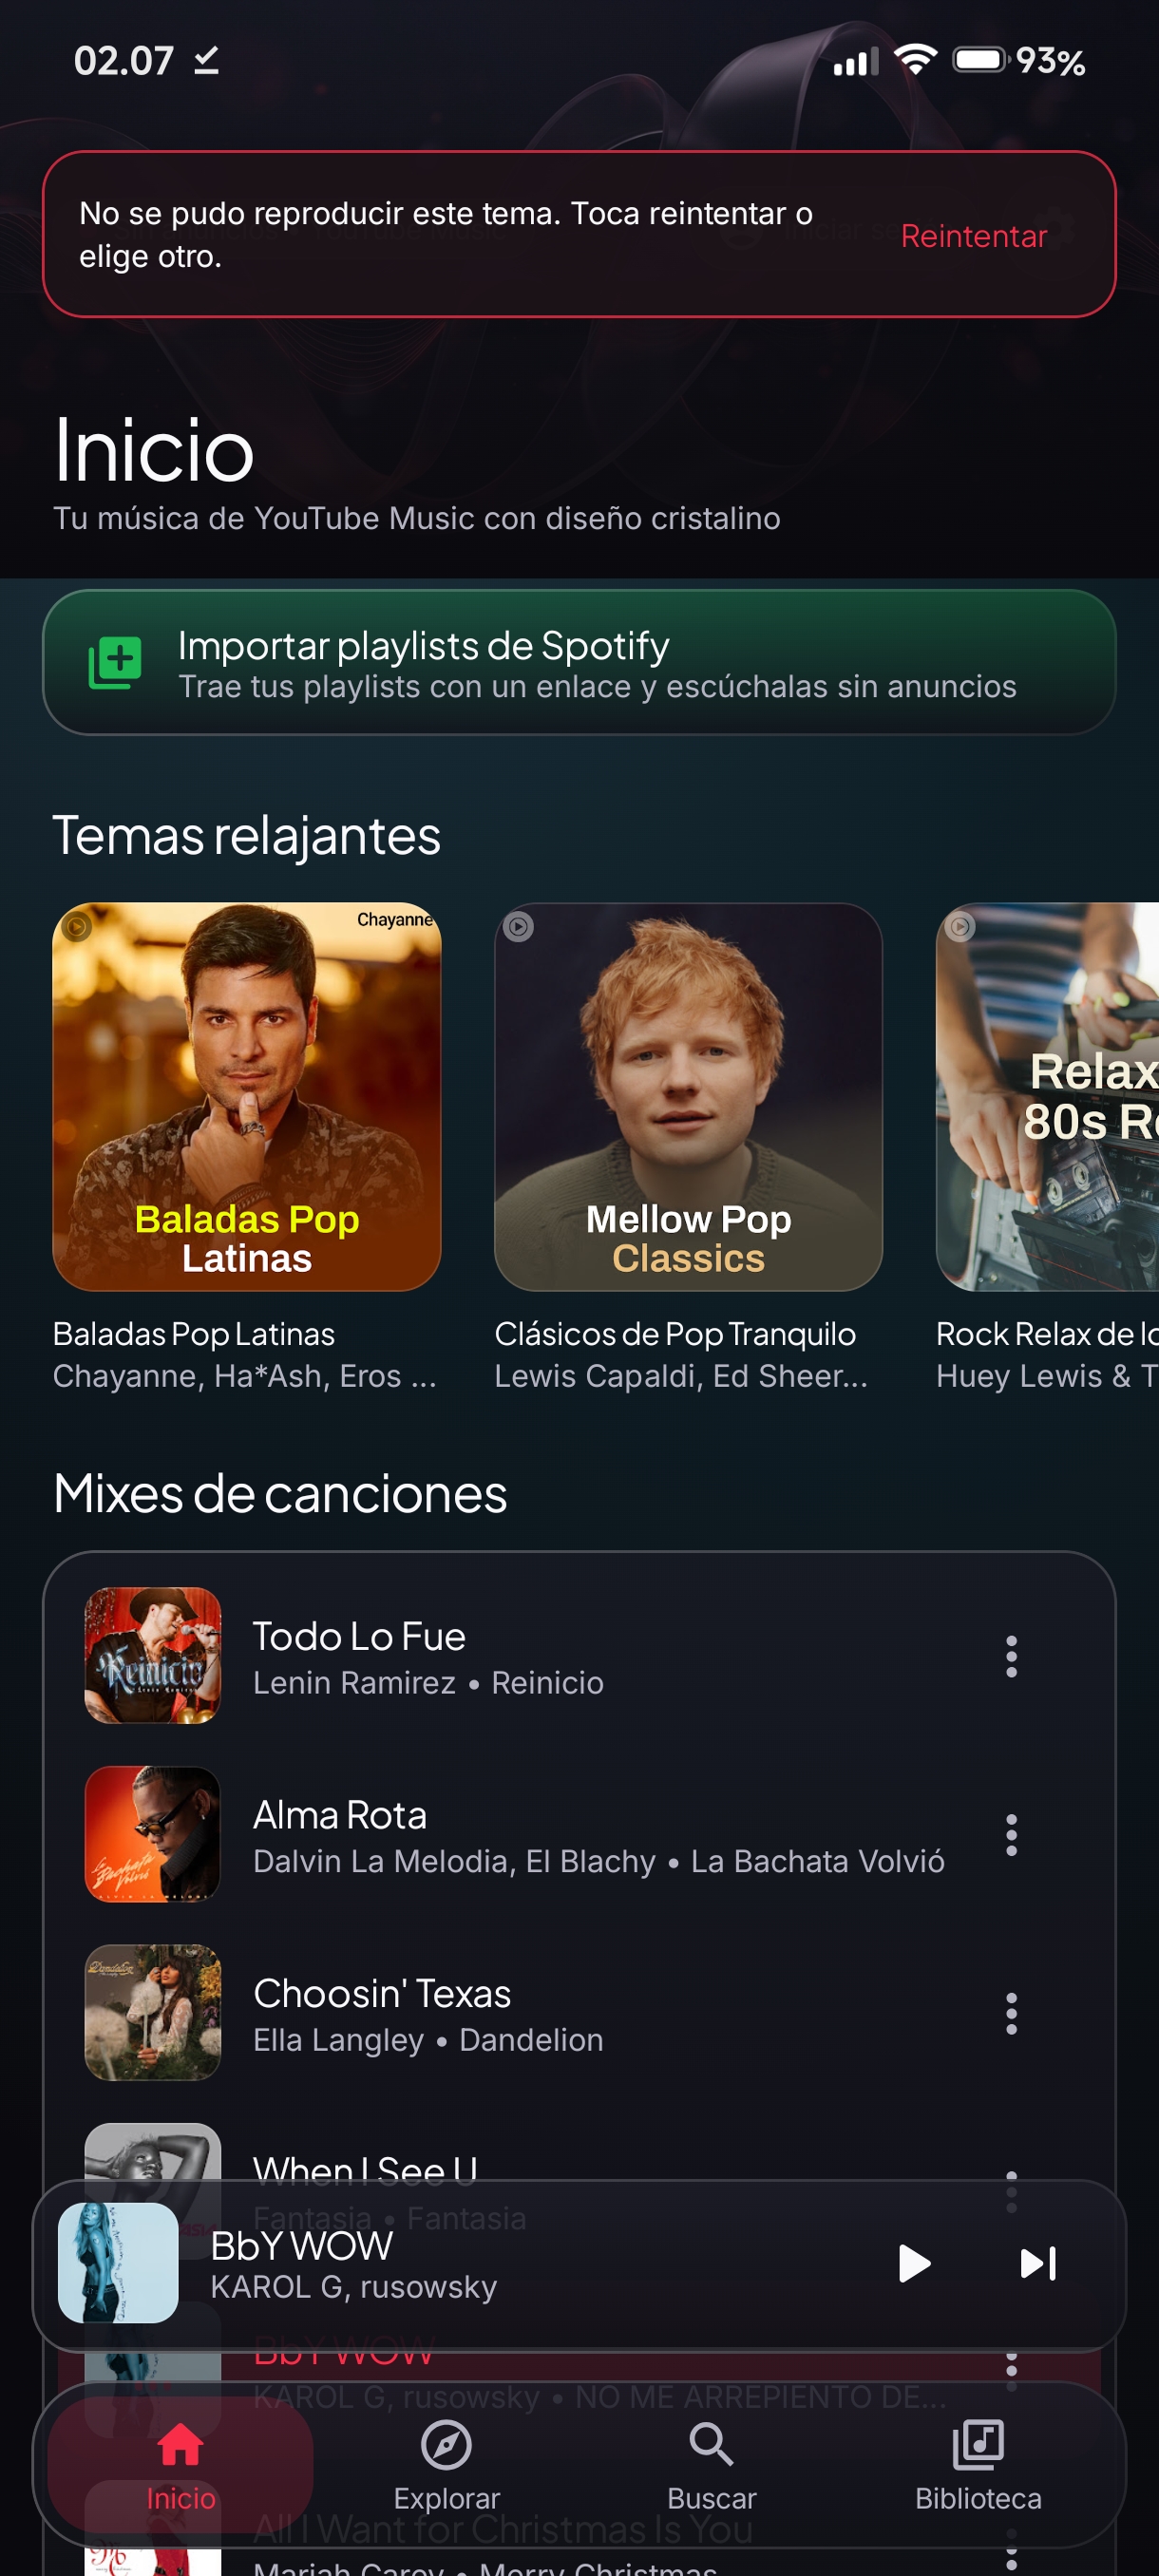 02.07
93%
No se pudo reproducir este tema. Toca reintentar o
elige otro.
Reintentar
Inicio
Tu música de YouTube Music con diseño cristalino
Importar playlists de Spotify
Trae tus playlists con un enlace y escúchalas sin anuncios
Temas relajantes
Chayanne
Baladas Pop
Latinas
Mellow Pop
Classics
Relax
80s R
Baladas Pop Latinas
Chayanne, Ha*Ash, Eros ...
Clásicos de Pop Tranquilo
Lewis Capaldi, Ed Sheer...
Rock Relax de lo
Huey Lewis & T
Mixes de canciones
Reinicio
Todo Lo Fue
Lenin Ramirez • Reinicio
Alma Rota
Dalvin La Melodia, El Blachy • La Bachata Volvió
Dandelion
Choosin' Texas
Ella Langley • Dandelion
When I See U
Fantasia • Fantasia
BbY WOW
KAROL G, rusowsky
BbY WOW
KAROL G, rusowsky • NO ME ARREPIENTO DE...
Inicio
Explorar
Buscar
Biblioteca
All I Want for Christmas Is You
Mariah Carey • Merry Christmas